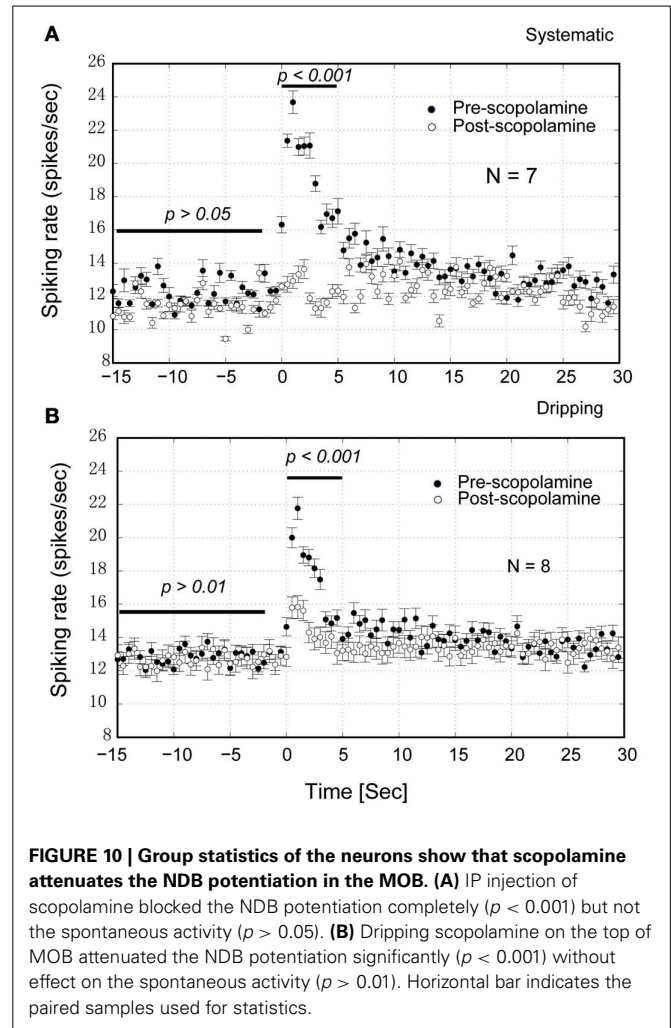 A
Systematic
p < 0.001
Pre-scopolamine
Post-scopolamine
N = 7
p > 0.05
Spiking rate (spikes/sec)
26
24
22
20
18
16
14
12
10
8
−15 −10 −5 0 5 10 15 20 25 30
Dripping
B
p < 0.001
Pre-scopolamine
Post-scopolamine
N = 8
p > 0.01
Spiking rate (spikes/sec)
26
24
22
20
18
16
14
12
10
8
−15 −10 −5 0 5 10 15 20 25 30
Time [Sec]
FIGURE 10 | Group statistics of the neurons show that scopolamine
attenuates the NDB potentiation in the MOB. (A) IP injection of
scopolamine blocked the NDB potentiation completely (p < 0.001) but not
the spontaneous activity (p > 0.05). (B) Dripping scopolamine on the top of
MOB attenuated the NDB potentiation significantly (p < 0.001) without
effect on the spontaneous activity (p > 0.01). Horizontal bar indicates the
paired samples used for statistics.